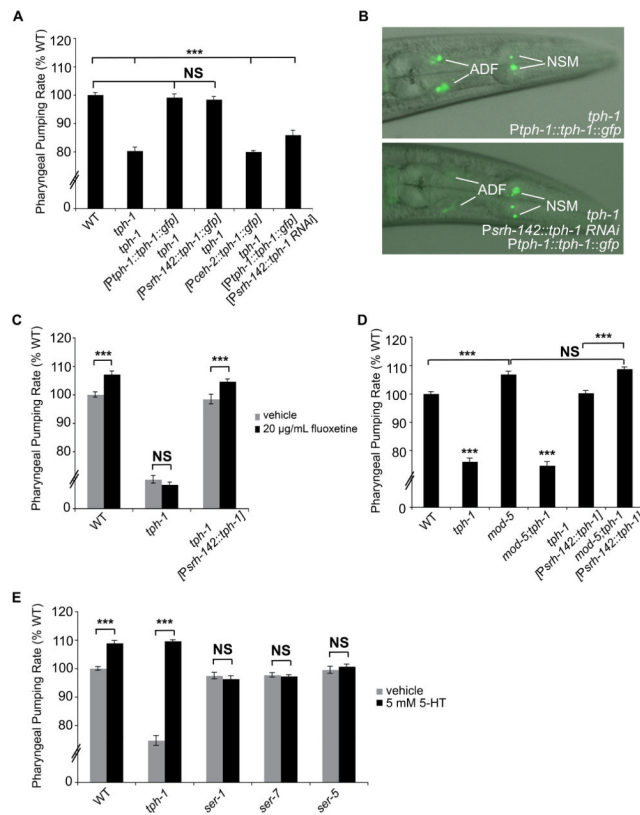 A
Pharyngeal Pumping Rate (% WT)
120
100
80
0
***
NS
WT
tph-1
tph-1
[Ptph-1::tph-1::gfp]
tph-1
[Psrh-142::tph-1::gfp]
tph-1
[Pceh-2::tph-1::gfp]
tph-1
[Ptph-1::tph-1::gfp]
[Psrh-142::tph-1 RNAi]
B
ADF
NSM
tph-1
Ptph-1::tph-1::gfp
ADF
NSM
tph-1
Psrh-142::tph-1 RNAi
Ptph-1::tph-1::gfp
C
Pharyngeal Pumping Rate (% WT)
120
110
100
80
0
***
NS
***
vehicle
20 µg/mL fluoxetine
WT
tph-1
tph-1
[Psrh-142::tph-1]
D
Pharyngeal Pumping Rate (% WT)
120
110
100
80
0
***
NS
***
***
***
WT
tph-1
mod-5
mod-5;tph-1
tph-1
[Psrh-142::tph-1]
mod-5;tph-1
[Psrh-142::tph-1]
E
Pharyngeal Pumping Rate (% WT)
120
110
100
80
0
***
***
NS
NS
NS
vehicle
5 mM 5-HT
WT
tph-1
ser-1
ser-7
ser-5